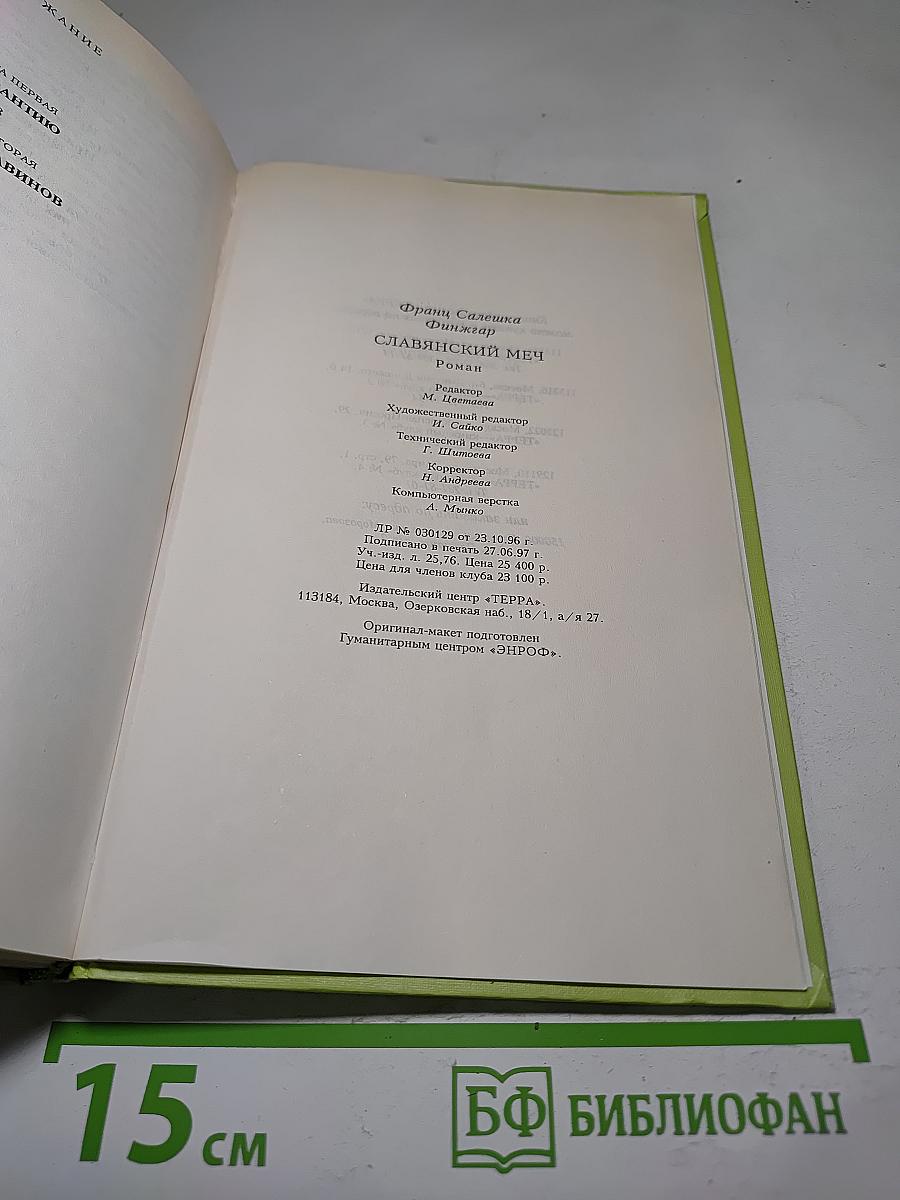 ЖАНИЕ
А ПЕРВАЯ
АНТИЮ
ТОРАЯ
АВИНОВ
Франц Салешка
Финжгар
СЛАВЯНСКИЙ МЕЧ
Роман
Редактор
М. Цветаева
Художественный редактор
И. Сайко
Технический редактор
Г. Шитоева
Корректор
Н. Андреева
Компьютерная верстка
А. Мынко
ЛР № 030129 от 23.10.96 г.
Подписано в печать 27.06.97 г.
Уч.-изд. л. 25,76. Цена 25 400 р.
Цена для членов клуба 23 100 р.
Издательский центр «ТЕРРА».
113184, Москва, Озерковская наб., 18/1, а/я 27.
Оригинал-макет подготовлен
Гуманитарным центром «ЭНРОФ».
15 см
БФ БИБЛИОФАН